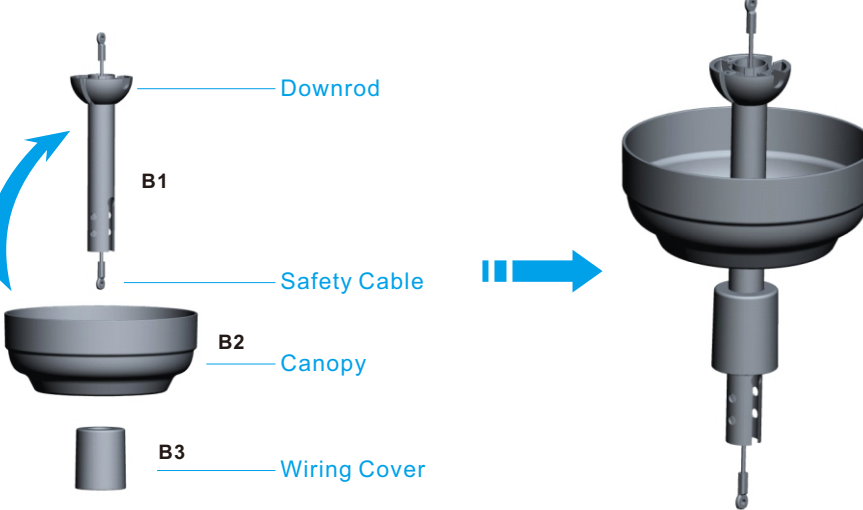 Downrod
B1
Safety Cable
B2
Canopy
B3
Wiring Cover